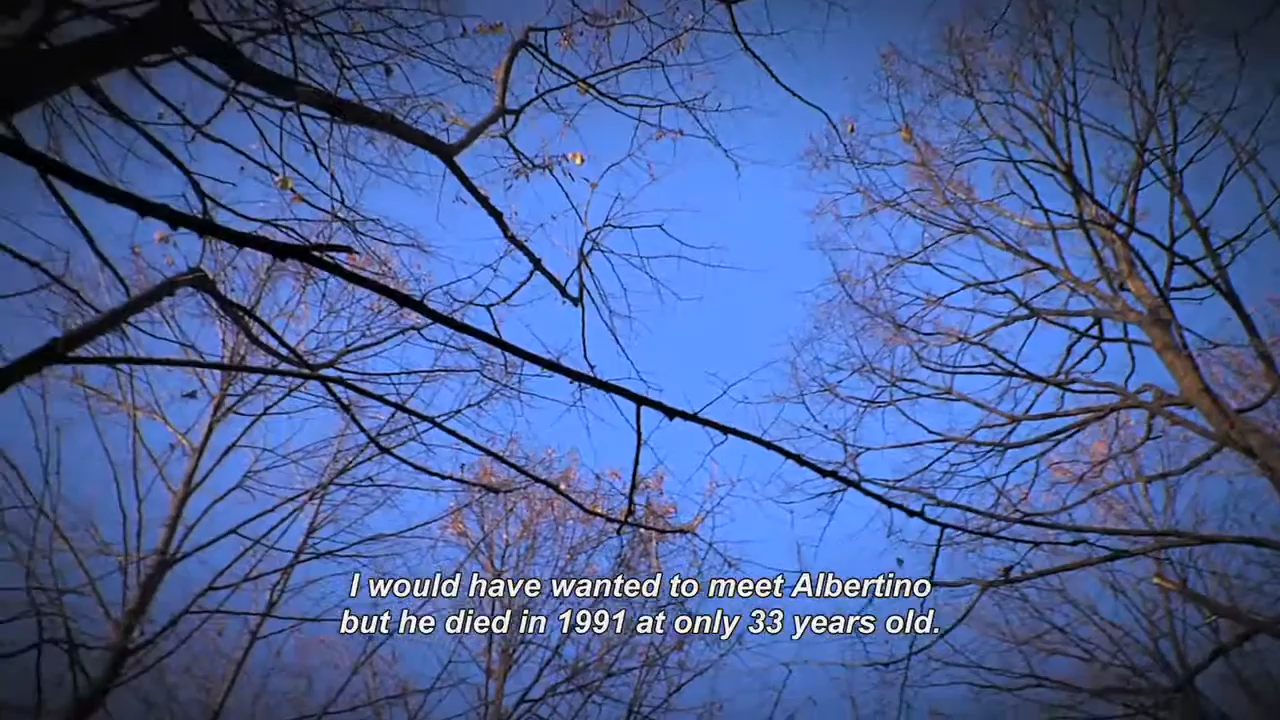 I would have wanted to meet Albertino
but he died in 1991 at only 33 years old.